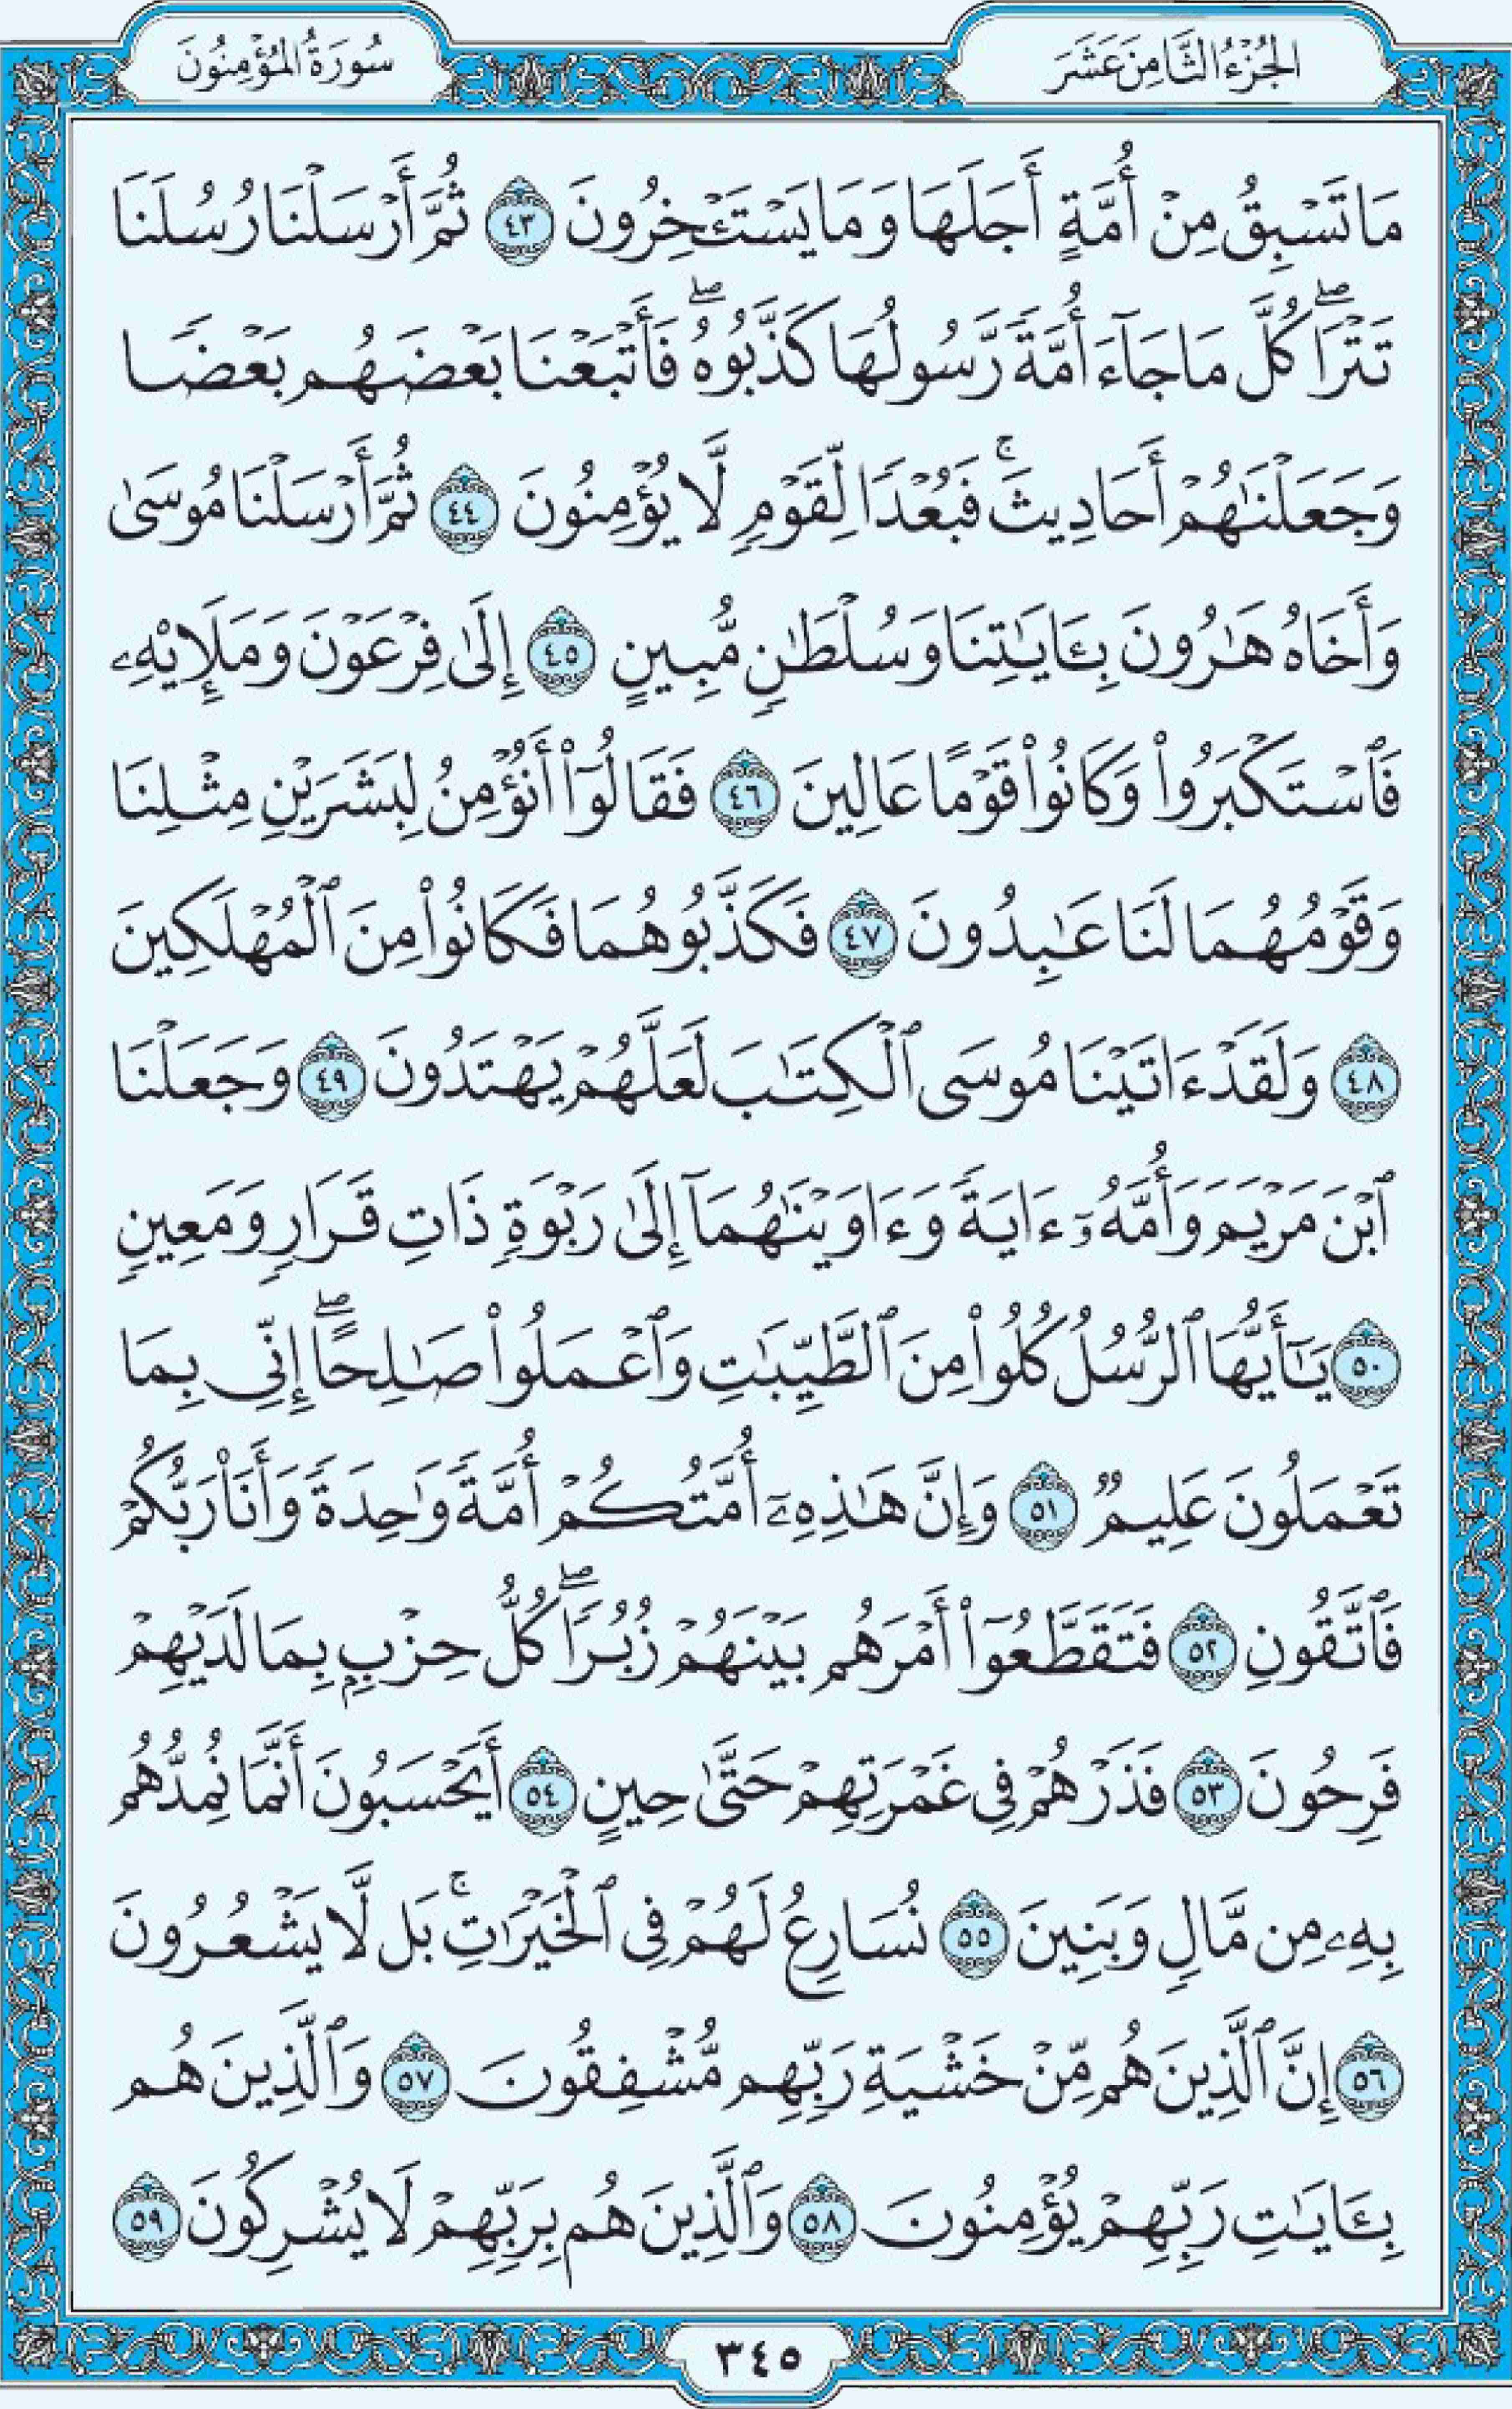 الجُزْءُ الثَّامِنَ عَشَرَ
سُورَةُ المُؤْمِنُونَ
مَا تَسۡبِقُ مِنۡ أُمَّةٍ أَجَلَهَا وَمَا يَسۡتَـٔۡخِرُونَ ٤٣ ثُمَّ أَرۡسَلۡنَا رُسُلَنَا
تَتۡرَاۖ كُلَّ مَا جَآءَ أُمَّةٗ رَّسُولُهَا كَذَّبُوهُۖ فَأَتۡبَعۡنَا بَعۡضَهُم بَعۡضٗا
وَجَعَلۡنَٰهُمۡ أَحَادِيثَۚ فَبُعۡدٗا لِّقَوۡمٖ لَّا يُؤۡمِنُونَ ٤٤ ثُمَّ أَرۡسَلۡنَا مُوسَىٰ
وَأَخَاهُ هَٰرُونَ بِـَٔايَٰتِنَا وَسُلۡطَٰنٖ مُّبِينٍ ٤٥ إِلَىٰ فِرۡعَوۡنَ وَمَلَإِيْهِۦ
فَٱسۡتَكۡبَرُواْ وَكَانُواْ قَوۡمًا عَالِينَ ٤٦ فَقَالُوٓاْ أَنُؤۡمِنُ لِبَشَرَيۡنِ مِثۡلِنَا
وَقَوۡمُهُمَا لَنَا عَٰبِدُونَ ٤٧ فَكَذَّبُوهُمَا فَكَانُواْ مِنَ ٱلۡمُهۡلَكِينَ
٤٨ وَلَقَدۡ ءَاتَيۡنَا مُوسَى ٱلۡكِتَٰبَ لَعَلَّهُمۡ يَهۡتَدُونَ ٤٩ وَجَعَلۡنَا
ٱبۡنَ مَرۡيَمَ وَأُمَّهُۥٓ ءَايَةٗ وَءَاوَيۡنَٰهُمَآ إِلَىٰ رَبۡوَةٖ ذَاتِ قَرَارٖ وَمَعِينٖ
٥٠ يَٰٓأَيُّهَا ٱلرُّسُلُ كُلُواْ مِنَ ٱلطَّيِّبَٰتِ وَٱعۡمَلُواْ صَٰلِحًاۖ إِنِّي بِمَا
تَعۡمَلُونَ عَلِيمٞ ٥١ وَإِنَّ هَٰذِهِۦٓ أُمَّتُكُمۡ أُمَّةٗ وَٰحِدَةٗ وَأَنَا۠ رَبُّكُمۡ
فَٱتَّقُونِ ٥٢ فَتَقَطَّعُوٓاْ أَمۡرَهُم بَيۡنَهُمۡ زُبُرٗاۖ كُلُّ حِزۡبِۭ بِمَا لَدَيۡهِمۡ
فَرِحُونَ ٥٣ فَذَرۡهُمۡ فِي غَمۡرَتِهِمۡ حَتَّىٰ حِينٍ ٥٤ أَيَحۡسَبُونَ أَنَّمَا نُمِدُّهُم
بِهِۦ مِن مَّالٖ وَبَنِينَ ٥٥ نُسَارِعُ لَهُمۡ فِي ٱلۡخَيۡرَٰتِۚ بَل لَّا يَشۡعُرُونَ
٥٦ إِنَّ ٱلَّذِينَ هُم مِّنۡ خَشۡيَةِ رَبِّهِم مُّشۡفِقُونَ ٥٧ وَٱلَّذِينَ هُم
بِـَٔايَٰتِ رَبِّهِمۡ يُؤۡمِنُونَ ٥٨ وَٱلَّذِينَ هُم بِرَبِّهِمۡ لَا يُشۡرِكُونَ ٥٩
٣٤٥